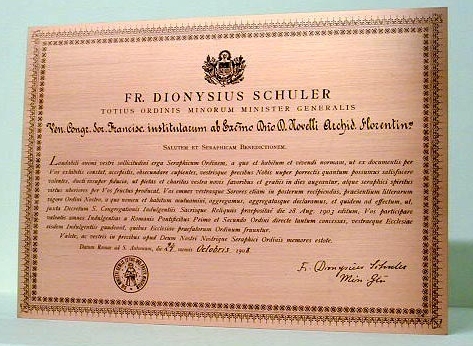 FR. DIONYSIUS SCHULER
TOTIUS ORDINIS MINORUM MINISTER GENERALIS
Ven. Congr. Sor. Francisc. institutarum ab Excmo Dno D. Novelli Archid. Florentin.
SALUTEM ET SERAPHICAM BENEDICTIONEM.
Laudabili animi vestri sollicitudini erga Seraphicum Ordinem, a quo et habitum et vivendi normam, ut ex documentis per
Vos exhibitis constat, accepistis, obsecundare cupientes, vestrisque precibus Nobis nuper porrectis quantum possumus satisfacere
valentes, dum semper pietas et charitas vestra novis favoribus et gratiis in dies augerentur, atque seraphici spiritus
virtus uberiores per Vos fructus producat, Vos omnes vestrasque Sorores etiam in posterum recipiendas, praesentium litterarum
vigore Ordini Nostro, a quo nomen et habitum mutuamini, aggregamus, aggregatasque declaramus, et quidem ad effectum, ut,
juxta Decretum S. Congregationis Indulgentiis Sacrisque Reliquiis praepositae die 28 Aug. 1903 editum, Vos participare
valeatis omnes Indulgentias a Romanis Pontificibus Primo et Secundo Ordini directe tantum concessas, vestraeque Ecclesiae
eisdem Indulgentiis gaudeant, quibus Ecclesiae praefatorum Ordinum fruuntur.
Valete, ac vestris in precibus apud Deum Nostri Nostrique Seraphici Ordinis memores estote.
Datum Romae ad S. Antonium, die mensis Octobris 1908
Fr. Dionysius Schuler
Min. Gnlis